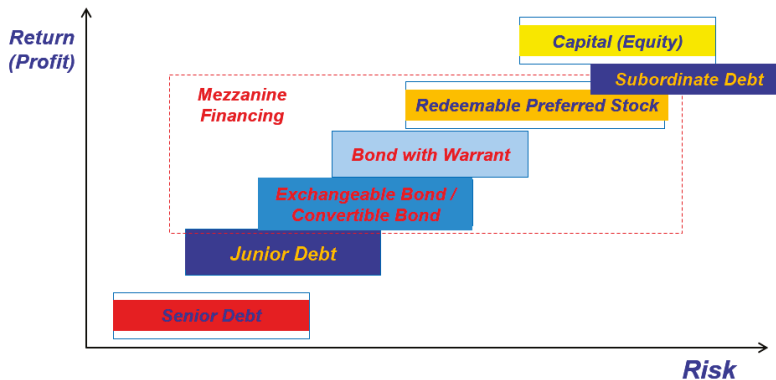 Return
(Profit)
Capital (Equity)
Subordinate Debt
Mezzanine
Financing
Redeemable Preferred Stock
Bond with Warrant
Exchangeable Bond /
Convertible Bond
Junior Debt
Senior Debt
Risk